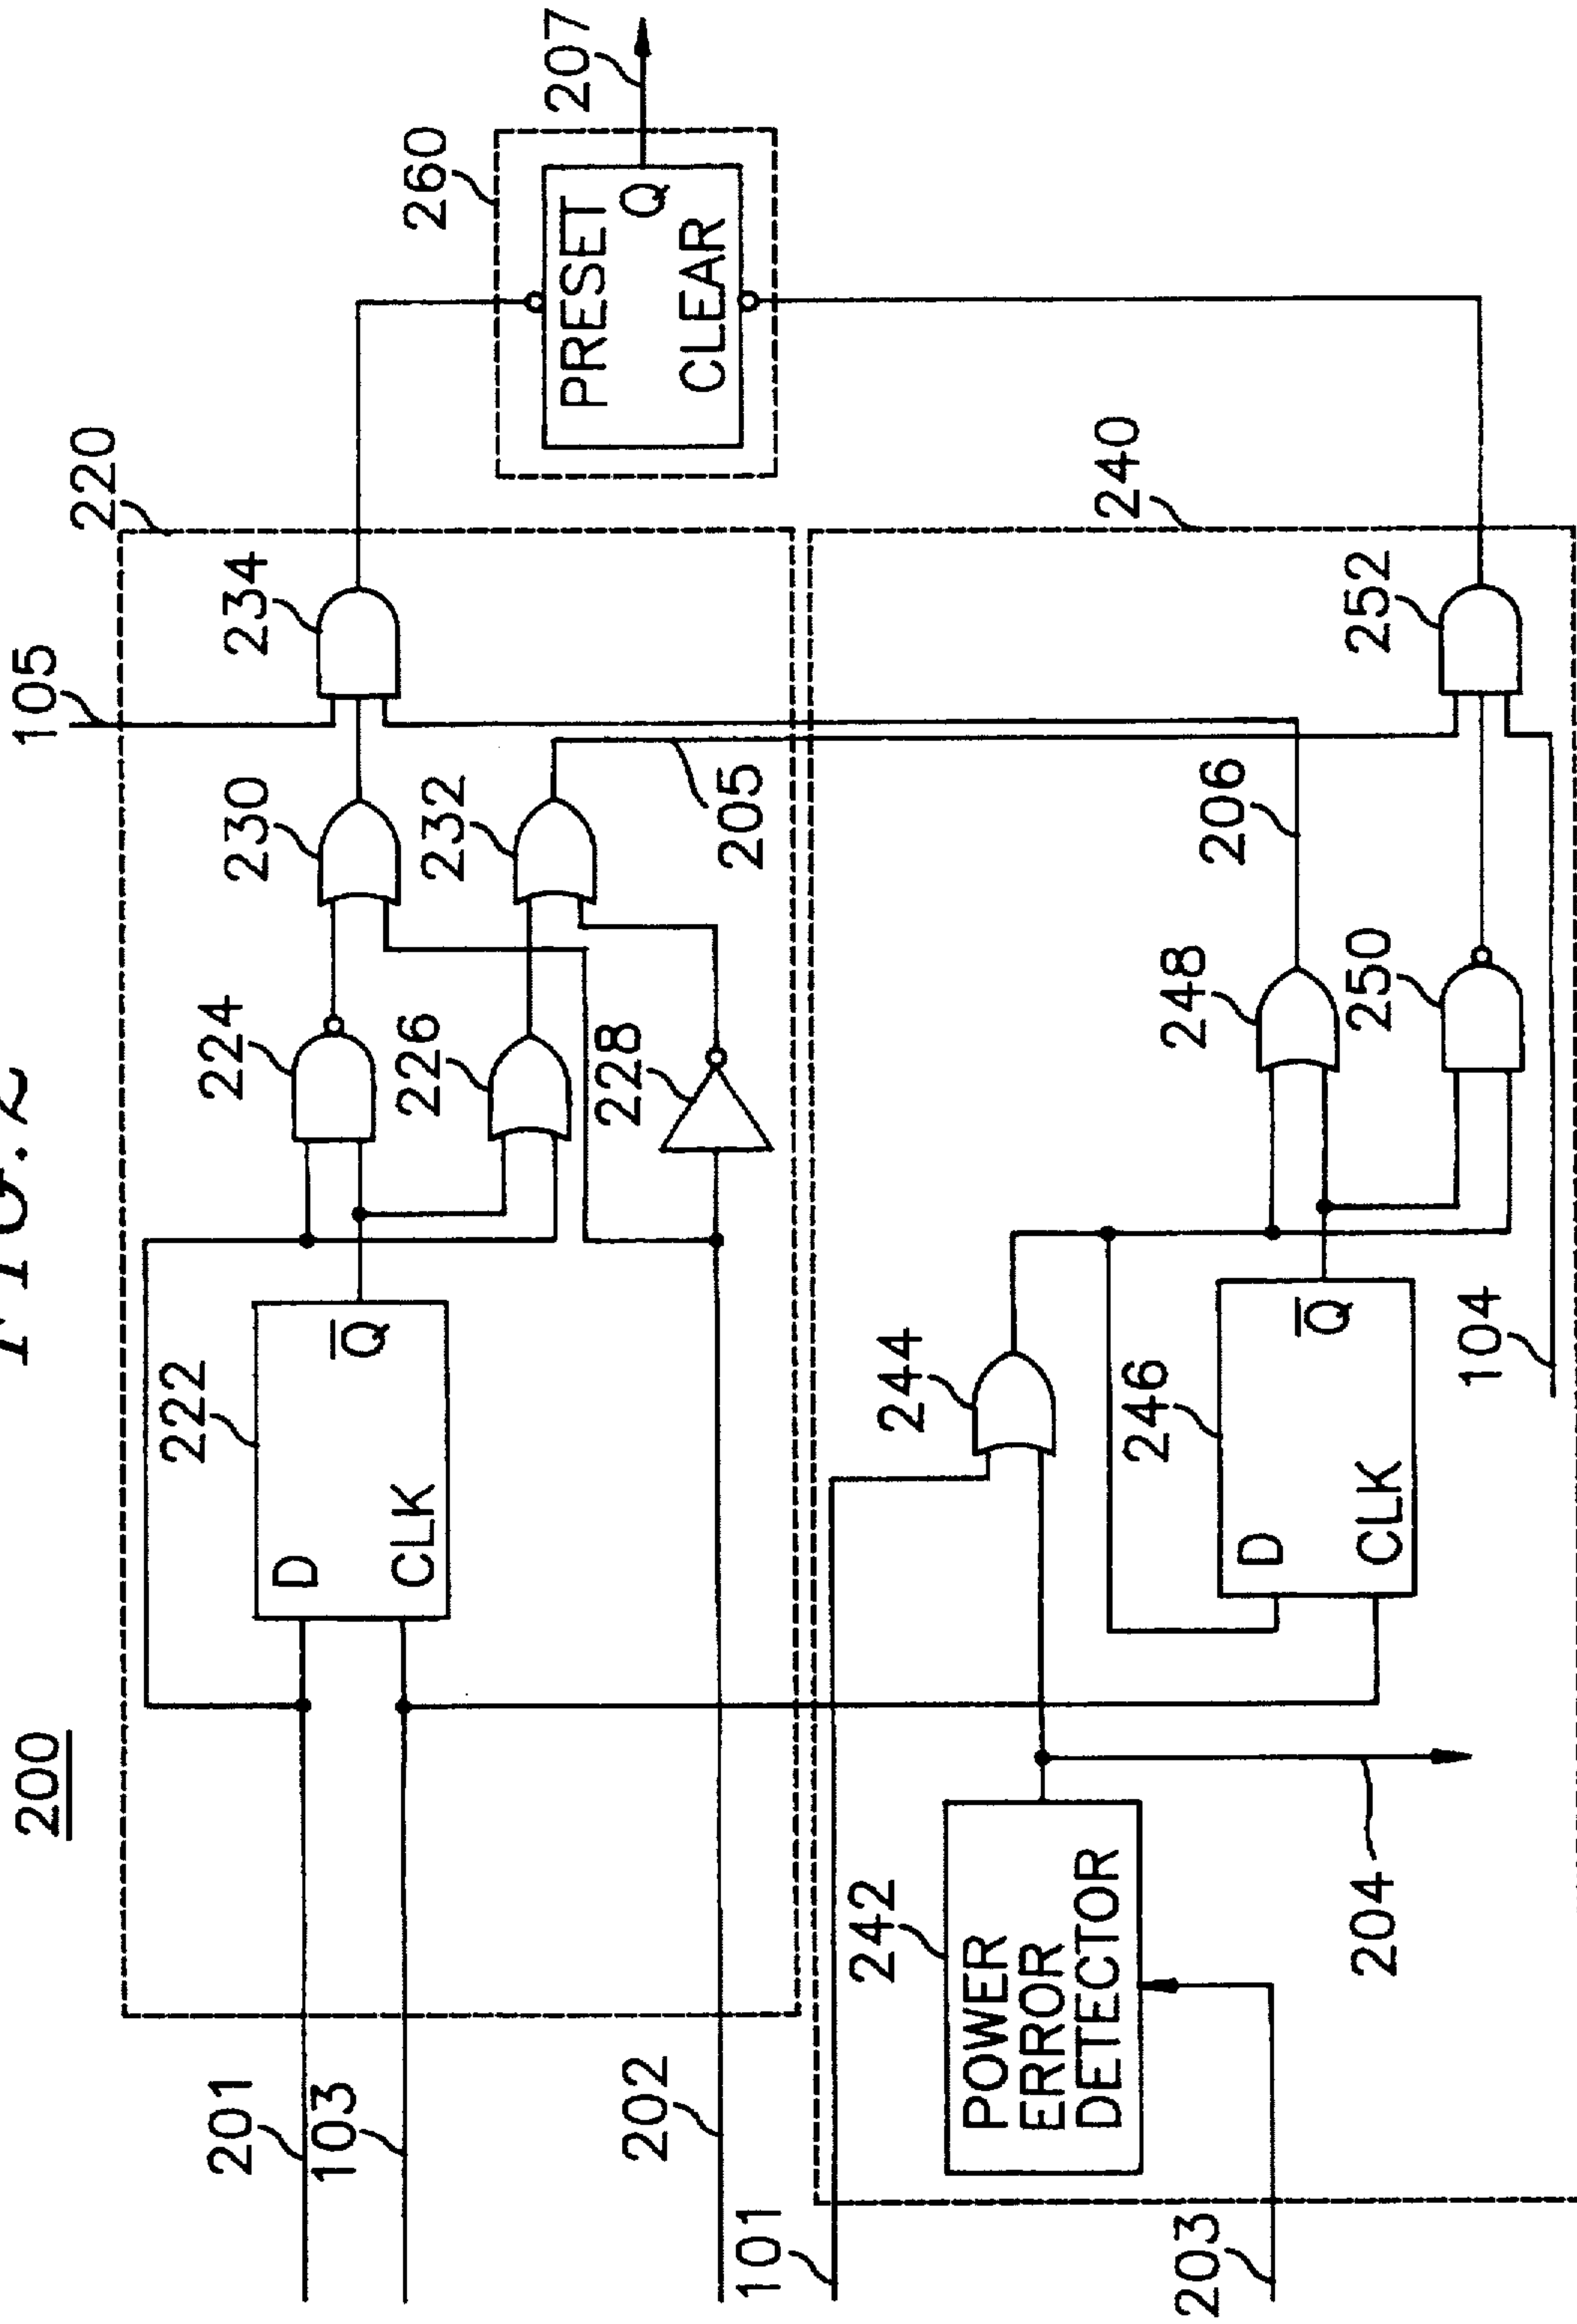 FIG. 2
200
220
105
222
D
CLK
Q̅
224
226
228
230
232
234
205
201
103
202
260
PRESET
Q
CLEAR
207
240
101
242
POWER
ERROR
DETECTOR
203
204
244
246
D
CLK
Q̅
248
250
206
252
104